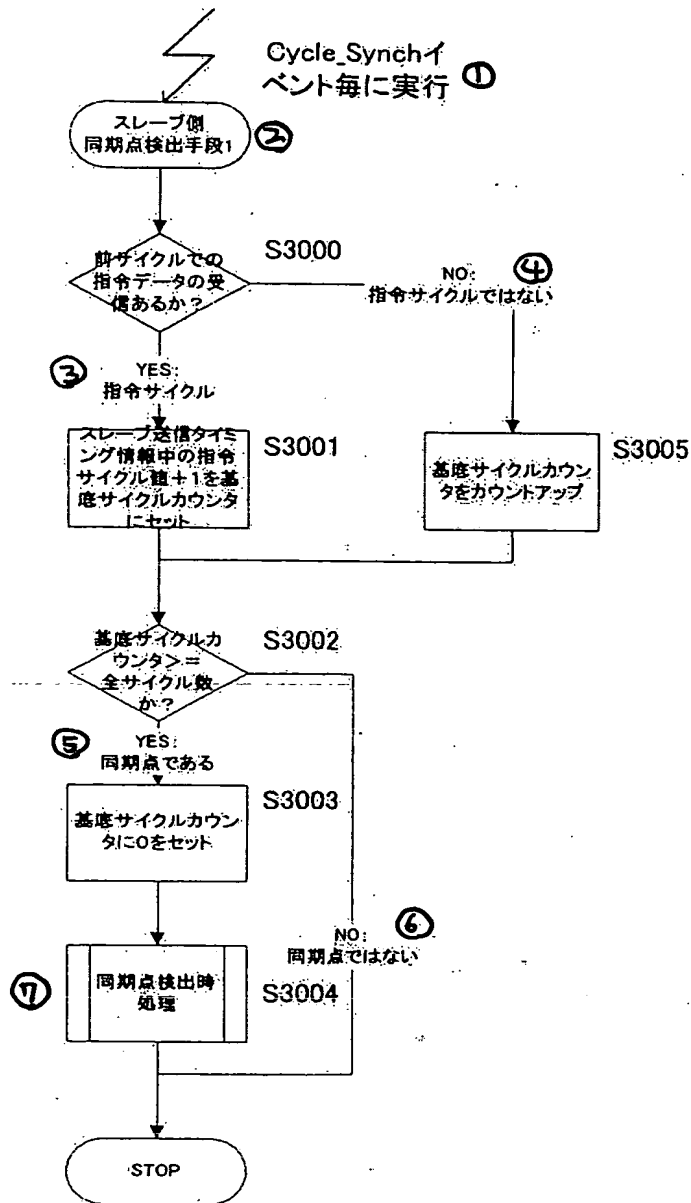 Cycle_Synchイ
ベント毎に実行 ①
スレーブ側
同期点検出手段1 ②
S3000
前サイクルでの
指令データの受
信あるか?
NO: ④
指令サイクルではない
③ YES:
指令サイクル
スレーブ送信タイミ
ング情報中の指令
サイクル値+1を基
底サイクルカウンタ
にセット
S3001
基底サイクルカウン
タをカウントアップ
S3005
基底サイクルカ
ウンタ>=
全サイクル数
か?
S3002
⑤ YES:
同期点である
基底サイクルカウン
タに0をセット
S3003
NO: ⑥
同期点ではない
⑦ 同期点検出時
処理
S3004
STOP